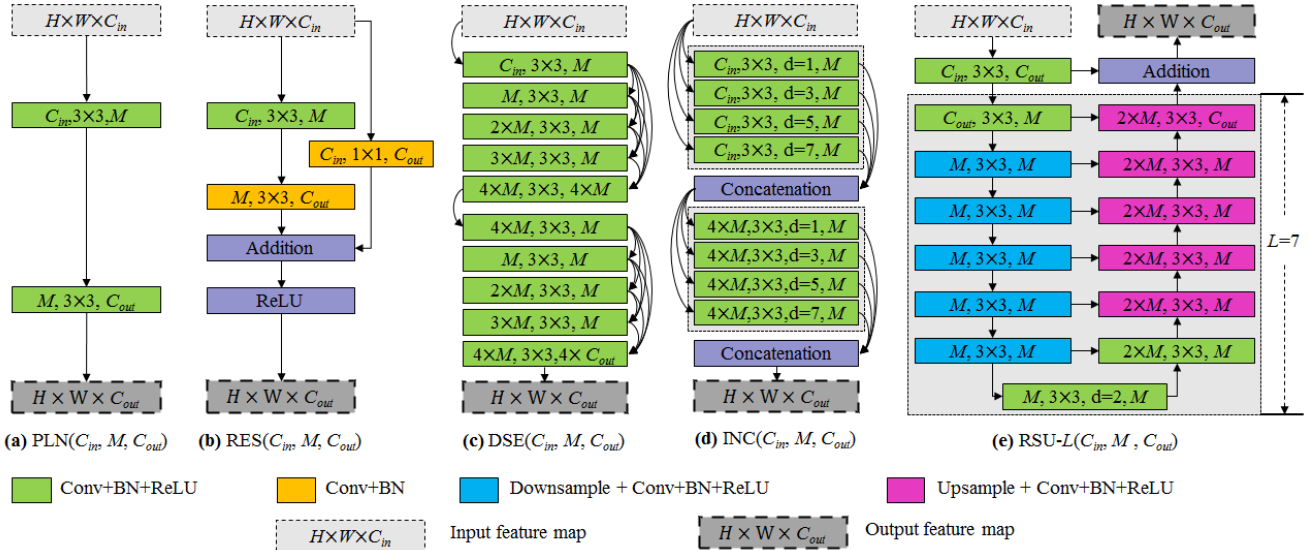 H×W×C_in
C_in,3×3,M
M, 3×3, C_out
H × W × C_out
(a) PLN(C_in, M, C_out)
H×W×C_in
C_in, 3×3, M
C_in, 1×1, C_out
M, 3×3, C_out
Addition
ReLU
H × W × C_out
(b) RES(C_in, M, C_out)
H×W×C_in
C_in, 3×3, M
M, 3×3, M
2×M, 3×3, M
3×M, 3×3, M
4×M, 3×3, 4×M
4×M, 3×3, M
M, 3×3, M
2×M, 3×3, M
3×M, 3×3, M
4×M, 3×3,4× C_out
H × W × C_out
(c) DSE(C_in, M, C_out)
H×W×C_in
C_in,3×3, d=1, M
C_in,3×3, d=3, M
C_in,3×3, d=5, M
C_in,3×3, d=7, M
Concatenation
4×M,3×3,d=1, M
4×M,3×3,d=3, M
4×M,3×3,d=5, M
4×M,3×3,d=7, M
Concatenation
H × W × C_out
(d) INC(C_in, M, C_out)
H×W×C_in
H × W × C_out
C_in, 3×3, C_out
Addition
C_out, 3×3, M
2×M, 3×3, C_out
M, 3×3, M
2×M, 3×3, M
M, 3×3, M
2×M, 3×3, M
M, 3×3, M
2×M, 3×3, M
M, 3×3, M
2×M, 3×3, M
M, 3×3, M
2×M, 3×3, M
M, 3×3, d=2, M
L=7
(e) RSU-L(C_in, M , C_out)
Conv+BN+ReLU
Conv+BN
Downsample + Conv+BN+ReLU
Upsample + Conv+BN+ReLU
H×W×C_in
Input feature map
H × W × C_out
Output feature map